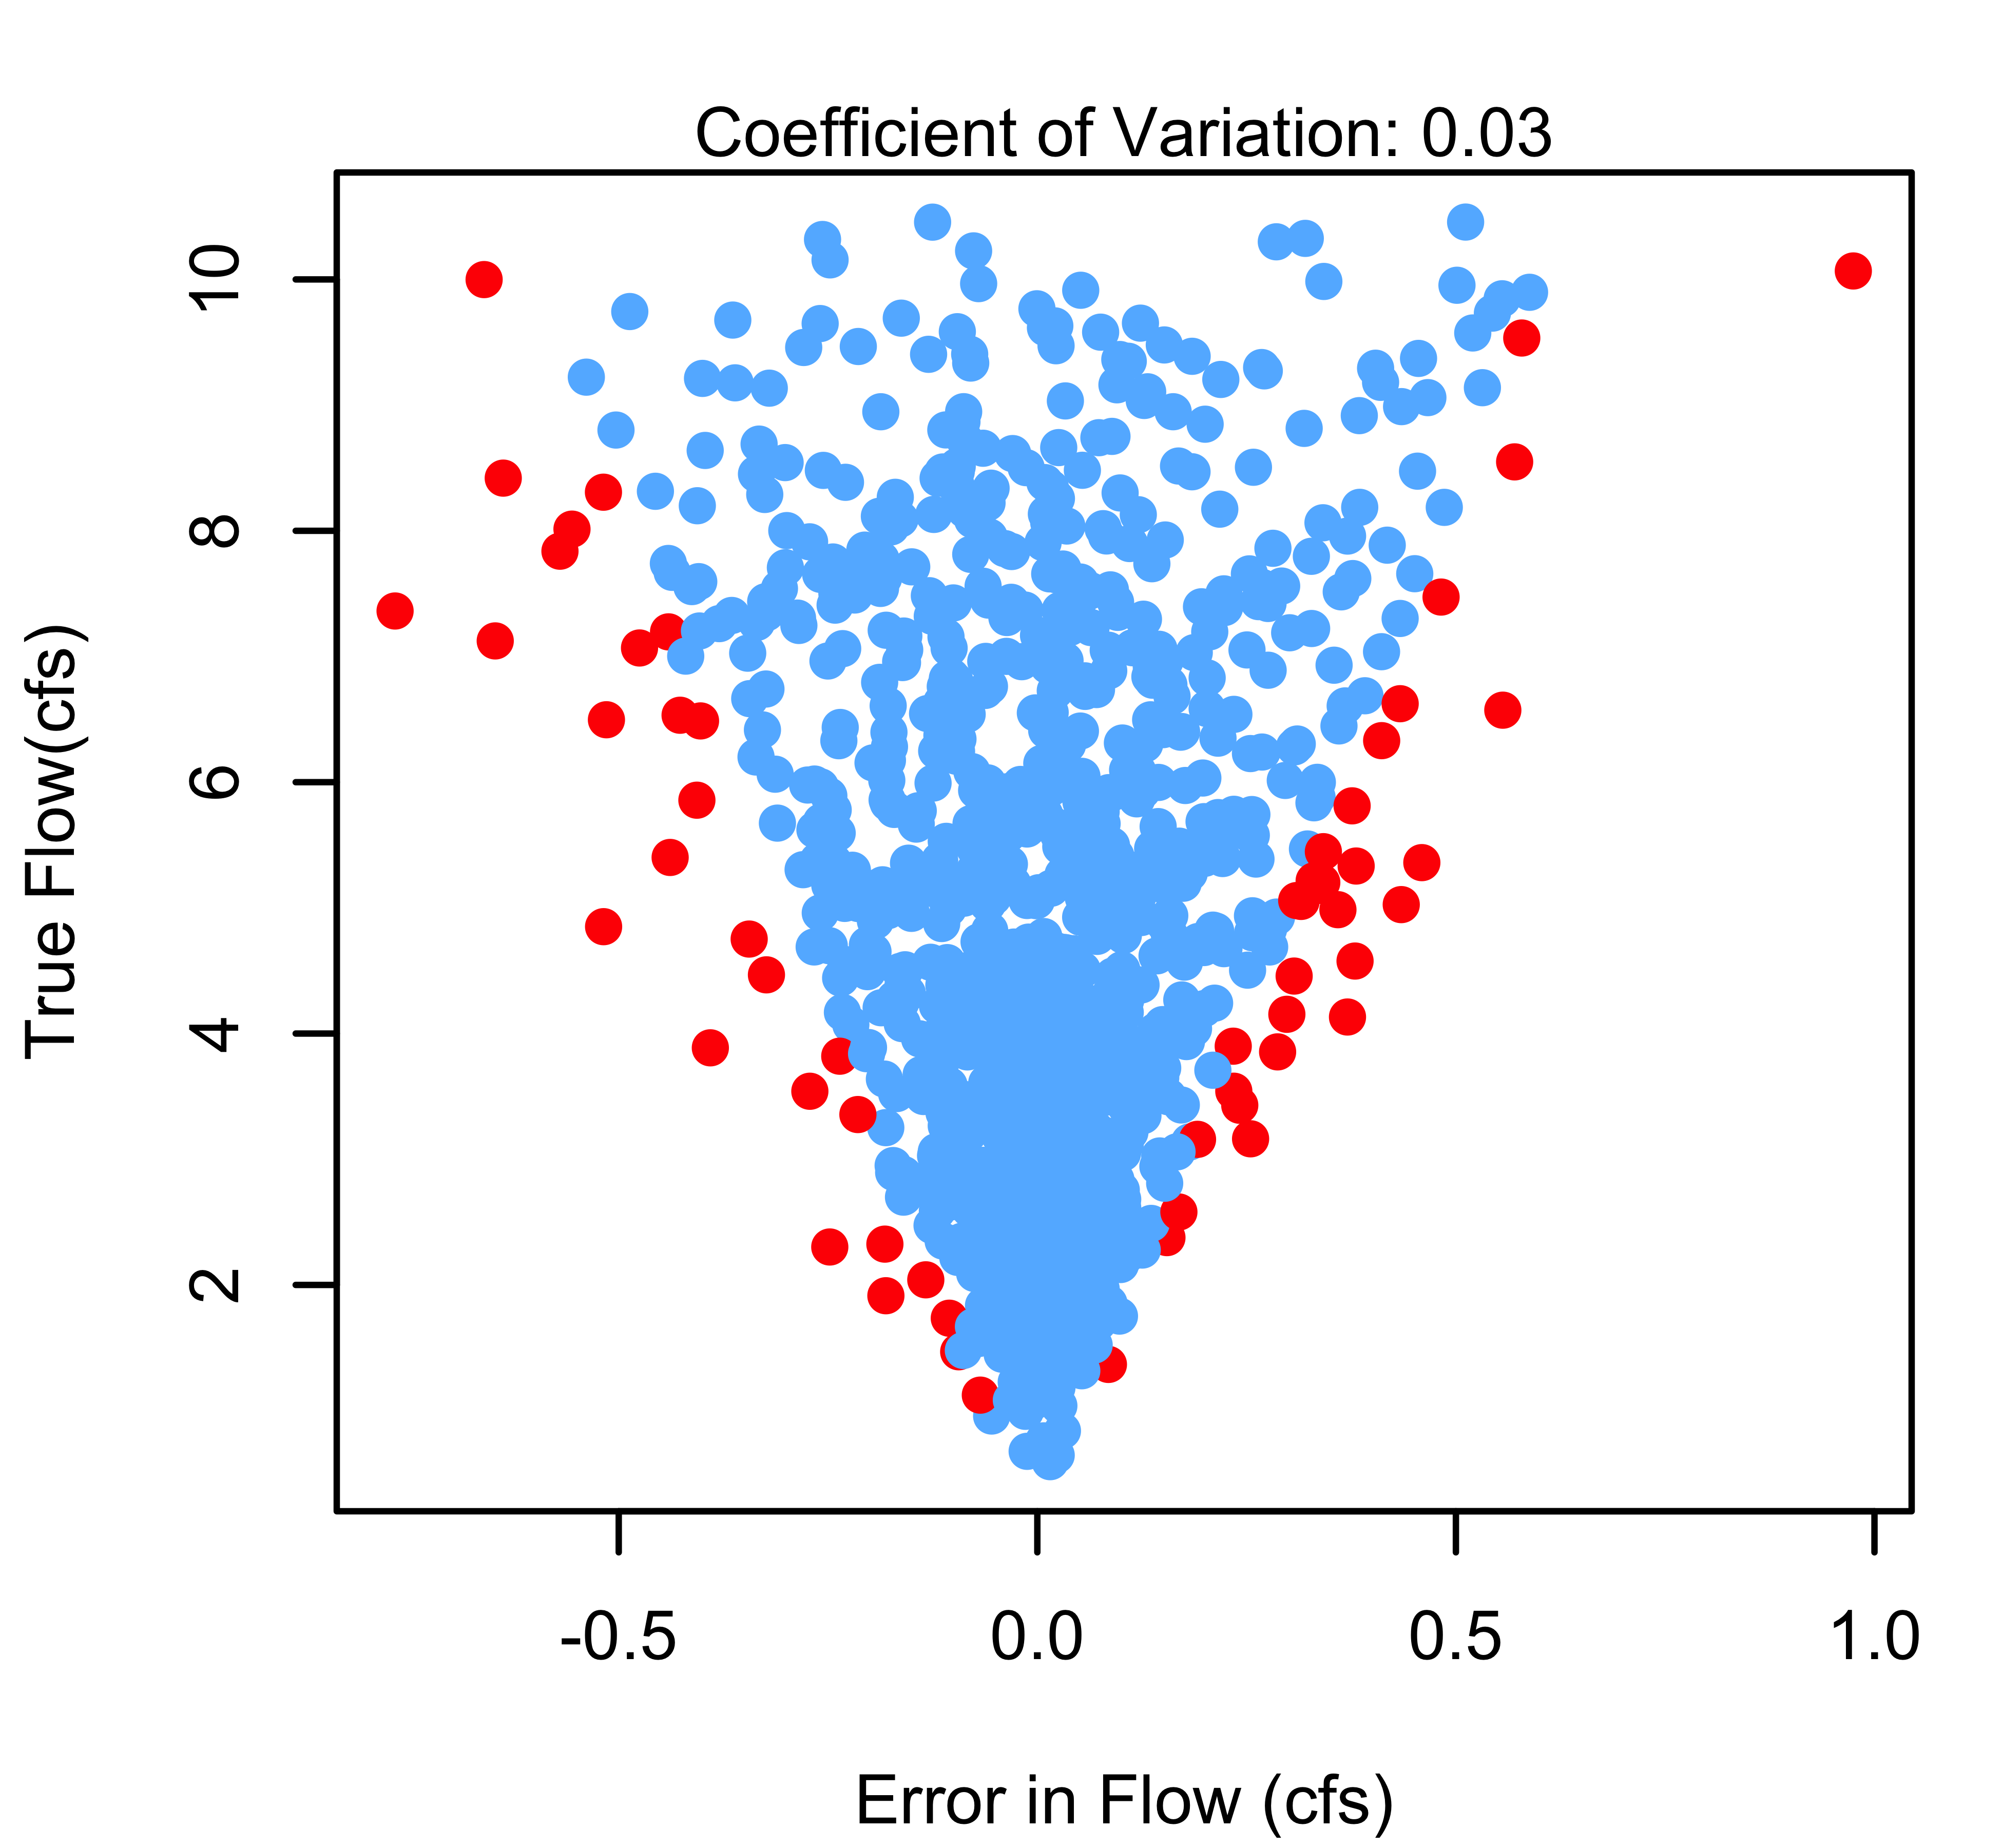 Coefficient of Variation: 0.03
True Flow(cfs)
10
8
6
4
2
-0.5 0.0 0.5 1.0
Error in Flow (cfs)